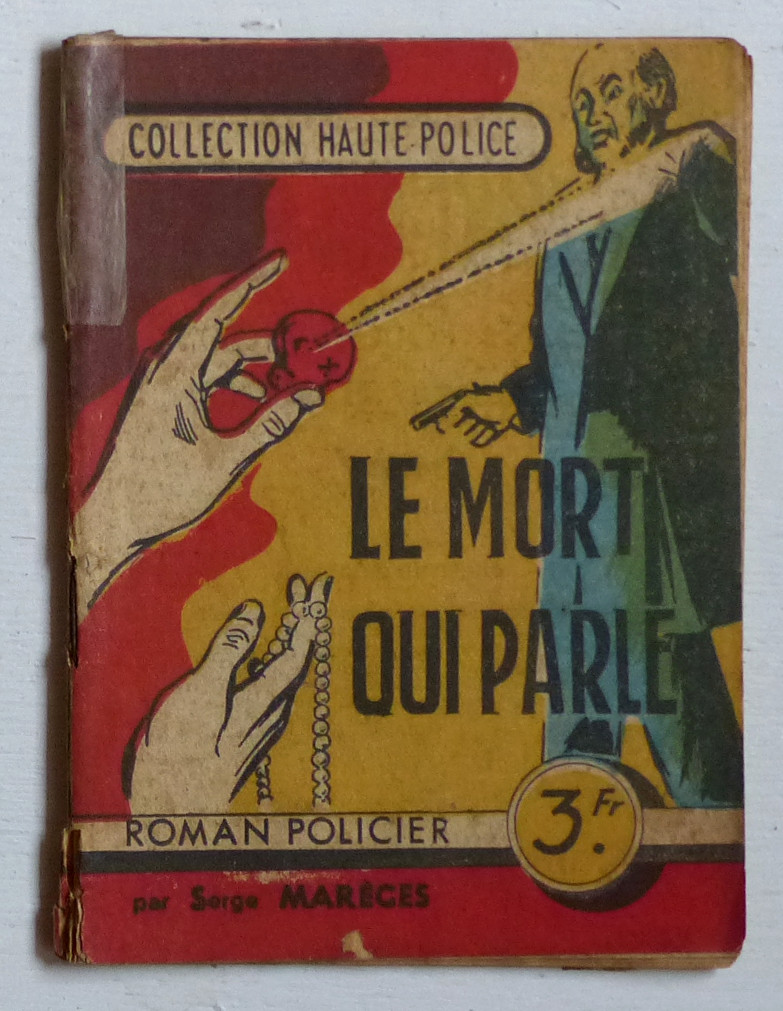 COLLECTION HAUTE POLICE
LE MORT
QUI PARLE
ROMAN POLICIER
3. Fr
par Serge MARÈGES